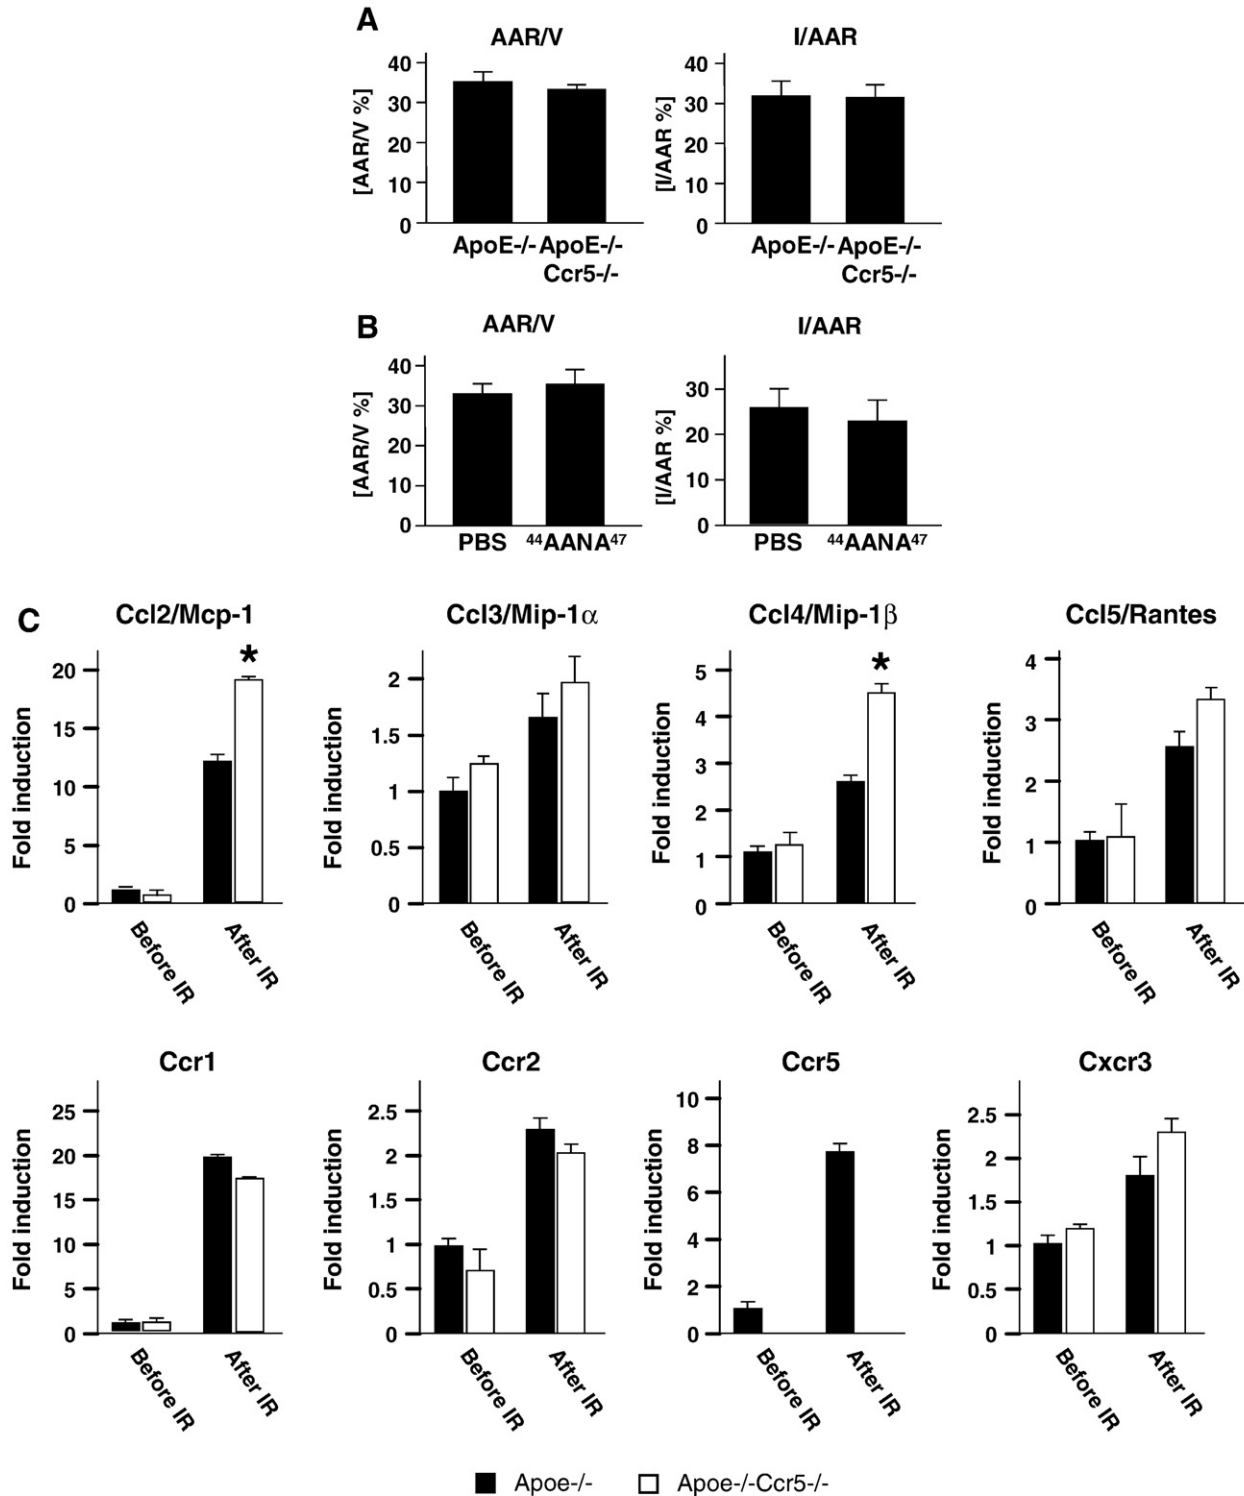 A
AAR/V
I/AAR
[AAR/V %]
40
30
20
10
0
ApoE-/- ApoE-/-
Ccr5-/-
[I/AAR %]
40
30
20
10
0
ApoE-/- ApoE-/-
Ccr5-/-
B
AAR/V
I/AAR
[AAR/V %]
40
30
20
10
0
PBS ⁴⁴AANA⁴⁷
[I/AAR %]
30
20
10
0
PBS ⁴⁴AANA⁴⁷
C
Ccl2/Mcp-1
Fold induction
20
15
10
5
0
*
Before IR
After IR
Ccl3/Mip-1α
Fold induction
2
1.5
1
0.5
0
Before IR
After IR
Ccl4/Mip-1β
Fold induction
5
4
3
2
1
0
*
Before IR
After IR
Ccl5/Rantes
Fold induction
4
3
2
1
0
Before IR
After IR
Ccr1
Fold induction
25
20
15
10
5
0
Before IR
After IR
Ccr2
Fold induction
2.5
2
1.5
1
0.5
0
Before IR
After IR
Ccr5
Fold induction
10
8
6
4
2
0
Before IR
After IR
Cxcr3
Fold induction
2.5
2
1.5
1
0.5
0
Before IR
After IR
Apoe-/-
Apoe-/-Ccr5-/-